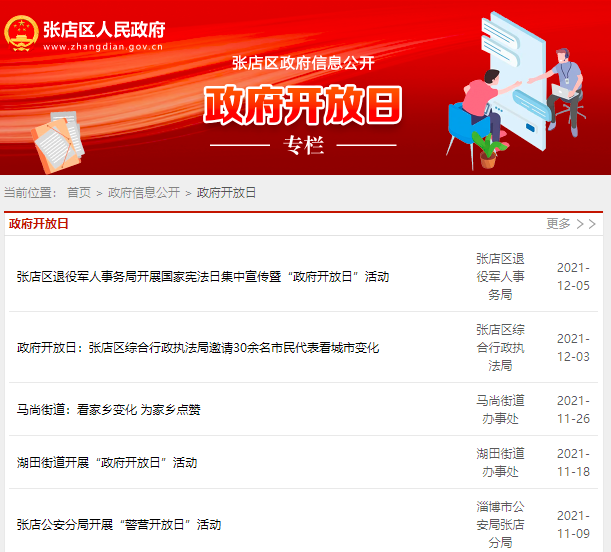 张店区人民政府
www.zhangdian.gov.cn
张店区政府信息公开
政府开放日
专栏
当前位置: 首页 > 政府信息公开 > 政府开放日
政府开放日 更多 >>
张店区退役军人事务局开展国家宪法日集中宣传暨“政府开放日”活动
张店区退
役军人事
务局
2021-
12-05
政府开放日：张店区综合行政执法局邀请30余名市民代表看城市变化
张店区综
合行政执
法局
2021-
12-03
马尚街道：看家乡变化 为家乡点赞
马尚街道
办事处
2021-
11-26
湖田街道开展“政府开放日”活动
湖田街道
办事处
2021-
11-18
张店公安分局开展“警营开放日”活动
淄博市公
安局张店
分局
2021-
11-09